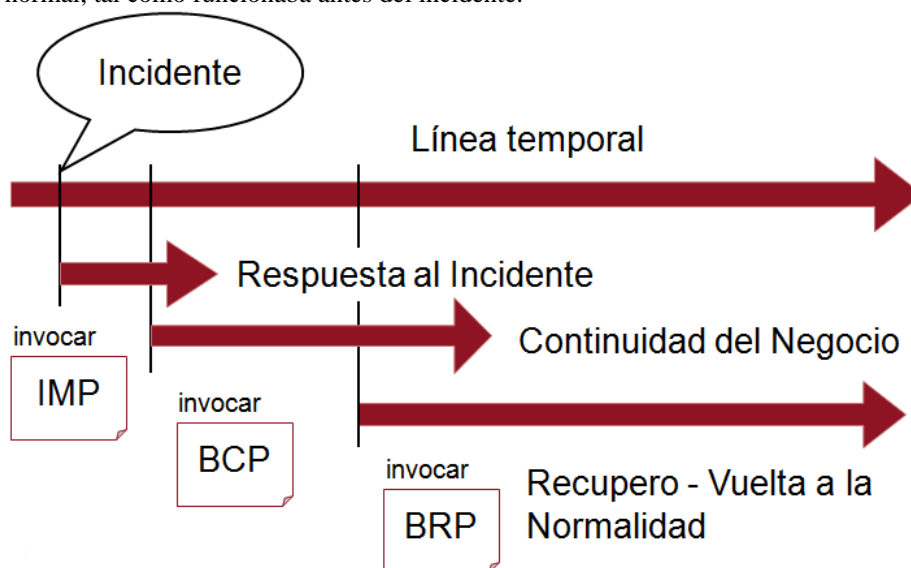 normal, tal como funcionaba antes del incidente.
Incidente
Línea temporal
Respuesta al Incidente
invocar
IMP
Continuidad del Negocio
invocar
BCP
invocar
BRP
Recupero - Vuelta a la
Normalidad